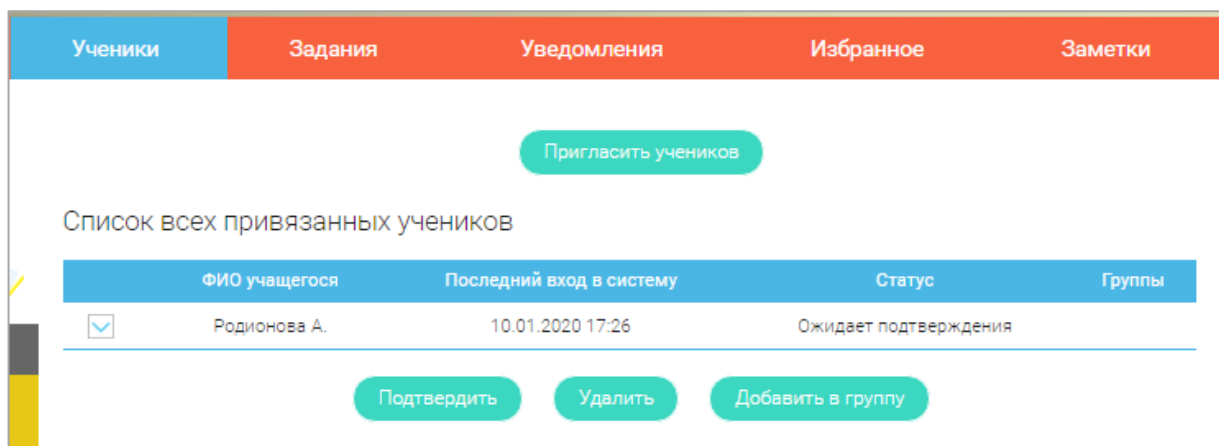 Ученики Задания Уведомления Избранное Заметки
Пригласить учеников
Список всех привязанных учеников
ФИО учащегося Последний вход в систему Статус Группы
Родионова А. 10.01.2020 17:26 Ожидает подтверждения
Подтвердить Удалить Добавить в группу